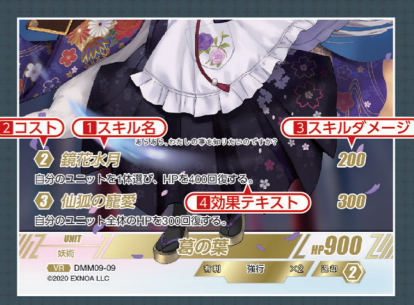 2コスト 1スキル名 3スキルダメージ
あらあら、わたしの夢を知りたいのですか?
2 鏡花水月 200
自分のユニットを1体選び、HPを400回復する。
3 仙狐の寵愛 4効果テキスト 300
自分のユニット全体のHPを300回復する。
UNIT
妖術 葛の葉 HP900
VR DMM09-09 有利 強行 ×2 2
©2020 EXNOA LLC